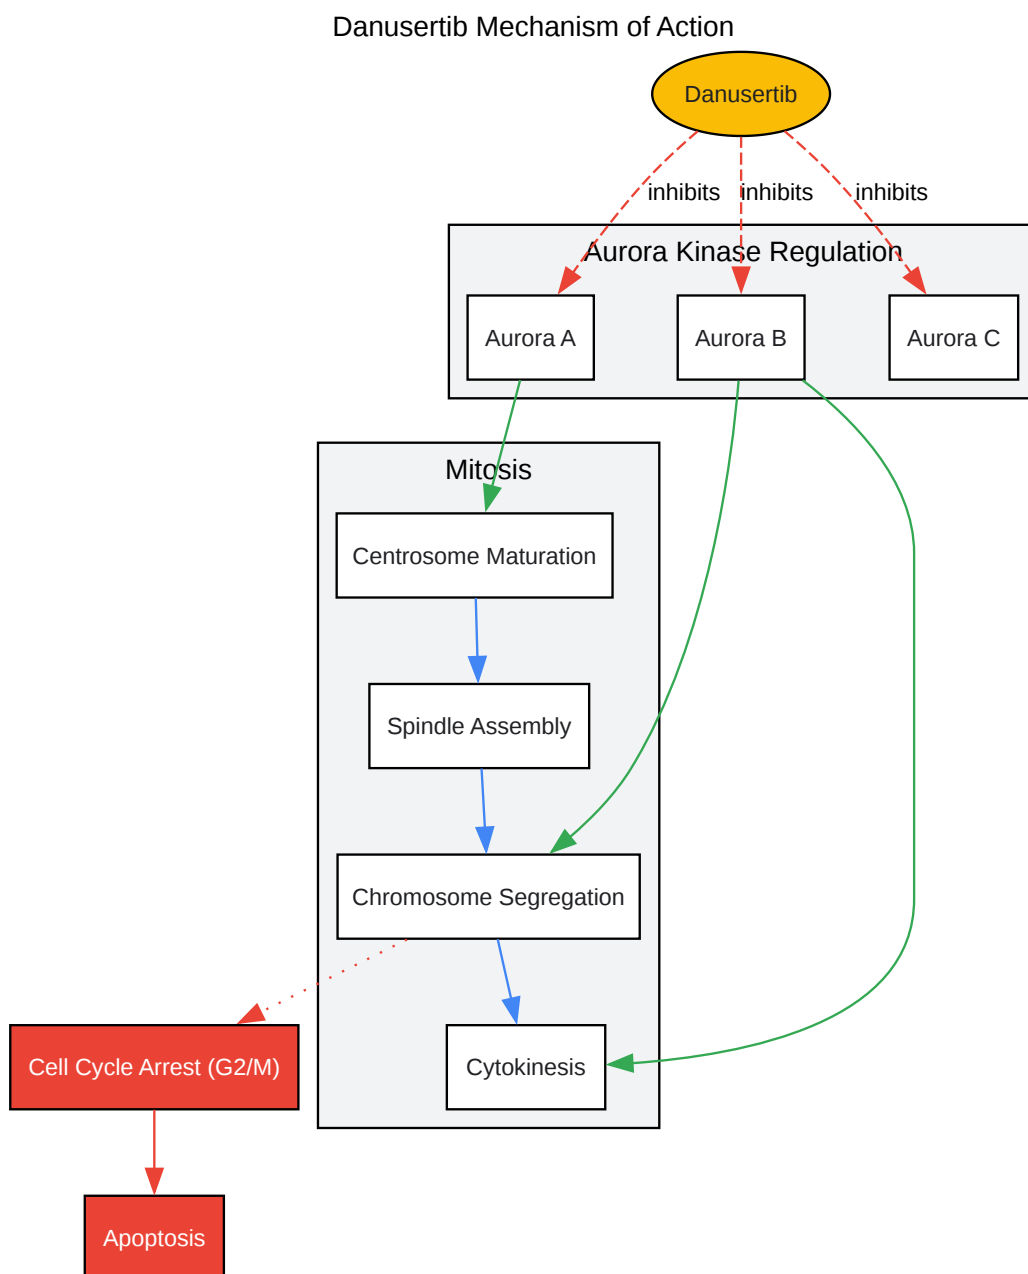 Danusertib Mechanism of Action
Danusertib
inhibits
inhibits
inhibits
Aurora Kinase Regulation
Aurora A
Aurora B
Aurora C
Mitosis
Centrosome Maturation
Spindle Assembly
Chromosome Segregation
Cell Cycle Arrest (G2/M)
Cytokinesis
Apoptosis